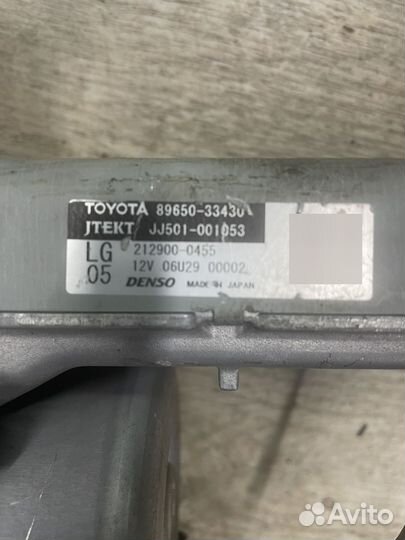 TOYOTA 89650-33430
JTEKT JJ501-001053
LG 212900-0455
05 12V 06U29 00002
DENSO MADE IN JAPAN
Avito